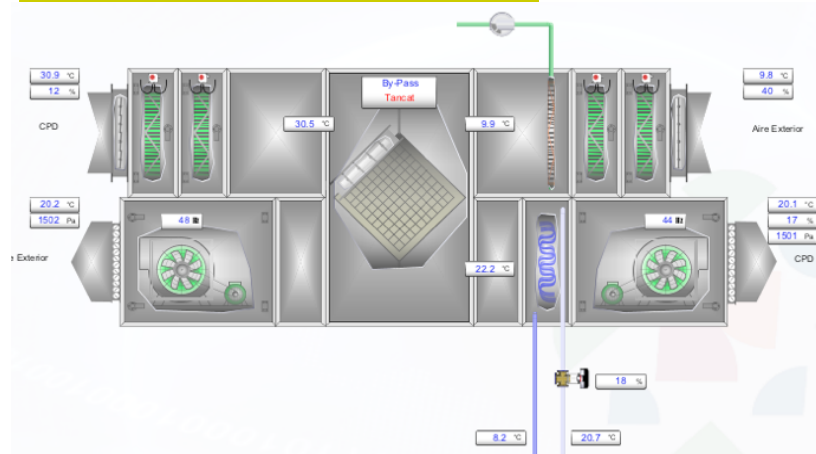 30.9 °C
12 %
CPD
By-Pass
Tancat
30.5 °C
9.9 °C
9.8 °C
40 %
Aire Exterior
20.2 °C
1502 Pa
Exterior
48 Hz
22.2 °C
44 Hz
20.1 °C
17 %
1501 Pa
CPD
18 %
8.2 °C
20.7 °C